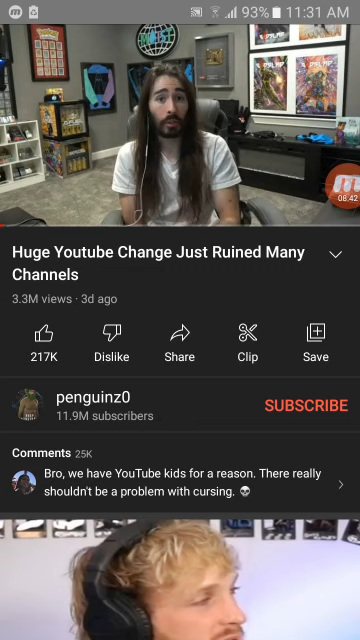 93% 11:31 AM
MOIST
08:42
Huge Youtube Change Just Ruined Many
Channels
3.3M views · 3d ago
217K Dislike Share Clip Save
penguinz0
11.9M subscribers
SUBSCRIBE
Comments 25K
Bro, we have YouTube kids for a reason. There really
shouldn't be a problem with cursing. 💀